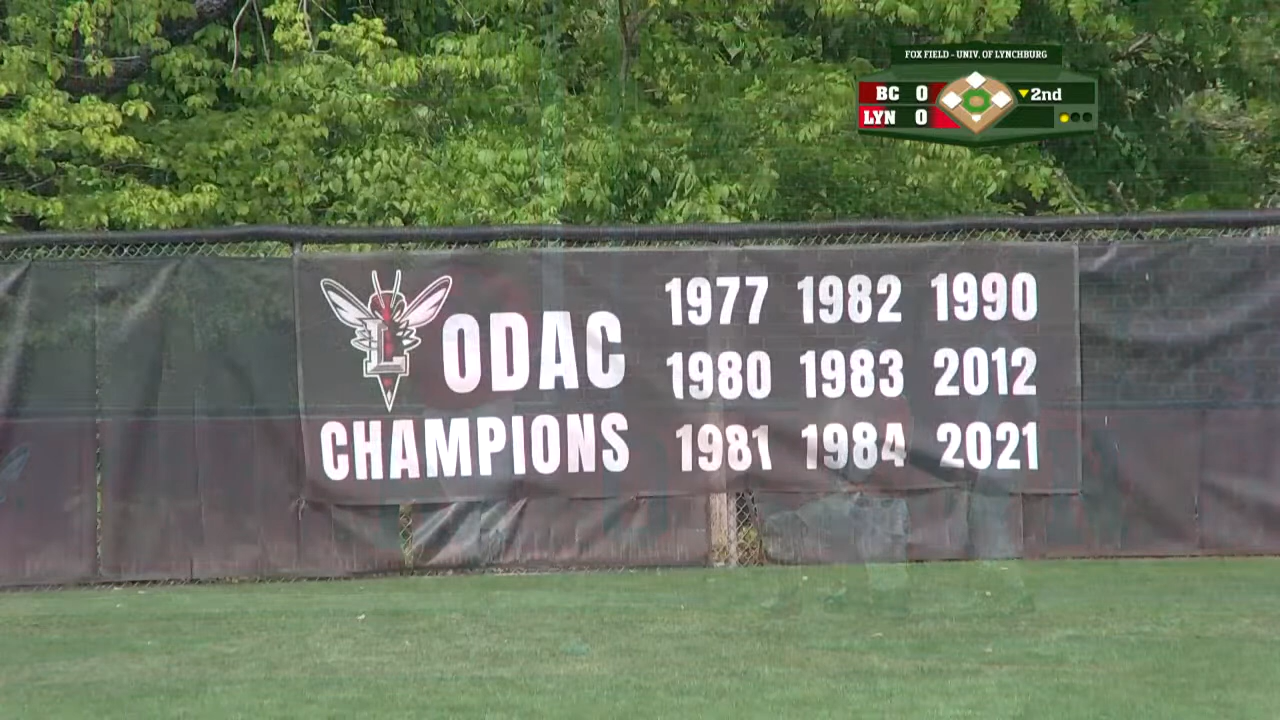 FOX FIELD - UNIV. OF LYNCHBURG
BC 0 2nd
LYN 0
L
ODAC
CHAMPIONS
1977 1982 1990
1980 1983 2012
1981 1984 2021